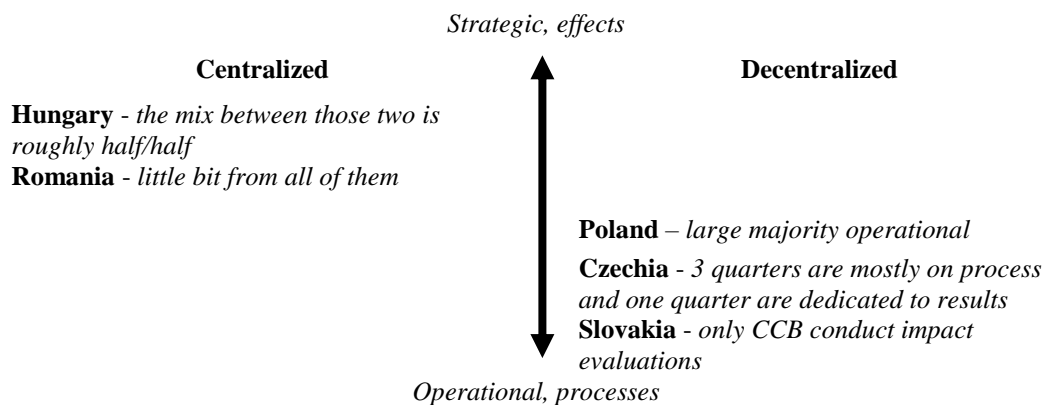 Strategic, effects
Centralized
Decentralized
Hungary - the mix between those two is
roughly half/half
Romania - little bit from all of them
Poland – large majority operational
Czechia - 3 quarters are mostly on process
and one quarter are dedicated to results
Slovakia - only CCB conduct impact
evaluations
Operational, processes